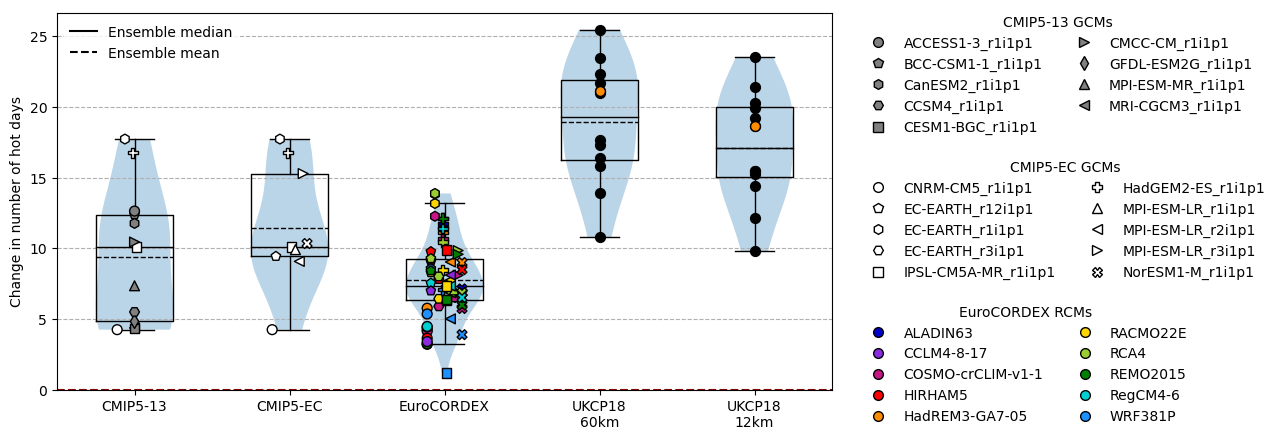 Change in number of hot days
25
20
15
10
5
0
Ensemble median
Ensemble mean
CMIP5-13
CMIP5-EC
EuroCORDEX
UKCP18
60km
UKCP18
12km
CMIP5-13 GCMs
ACCESS1-3_r1i1p1
BCC-CSM1-1_r1i1p1
CanESM2_r1i1p1
CCSM4_r1i1p1
CESM1-BGC_r1i1p1
CMCC-CM_r1i1p1
GFDL-ESM2G_r1i1p1
MPI-ESM-MR_r1i1p1
MRI-CGCM3_r1i1p1
CMIP5-EC GCMs
CNRM-CM5_r1i1p1
EC-EARTH_r12i1p1
EC-EARTH_r1i1p1
EC-EARTH_r3i1p1
IPSL-CM5A-MR_r1i1p1
HadGEM2-ES_r1i1p1
MPI-ESM-LR_r1i1p1
MPI-ESM-LR_r2i1p1
MPI-ESM-LR_r3i1p1
NorESM1-M_r1i1p1
EuroCORDEX RCMs
ALADIN63
CCLM4-8-17
COSMO-crCLIM-v1-1
HIRHAM5
HadREM3-GA7-05
RACMO22E
RCA4
REMO2015
RegCM4-6
WRF381P